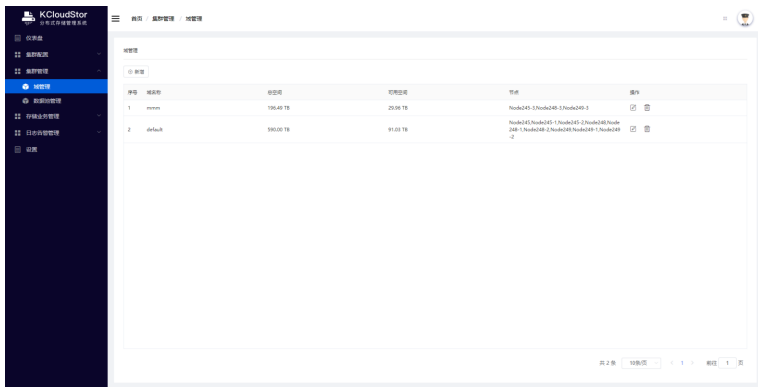 KCloudStor
分布式存储管理系统
首页 / 集群管理 / 域管理
仪表盘
集群配置
集群管理
域管理
数据池管理
存储业务管理
日志告警管理
设置
域管理
新增
序号 域名称 总空间 可用空间 节点 操作
1 mmm 196.49 TB 29.96 TB Node245-3,Node248-3,Node249-3
2 default 590.00 TB 91.03 TB Node245,Node245-1,Node245-2,Node248,Node
248-1,Node248-2,Node249,Node249-1,Node249
-2
共 2 条 10条/页 1 前往 1 页